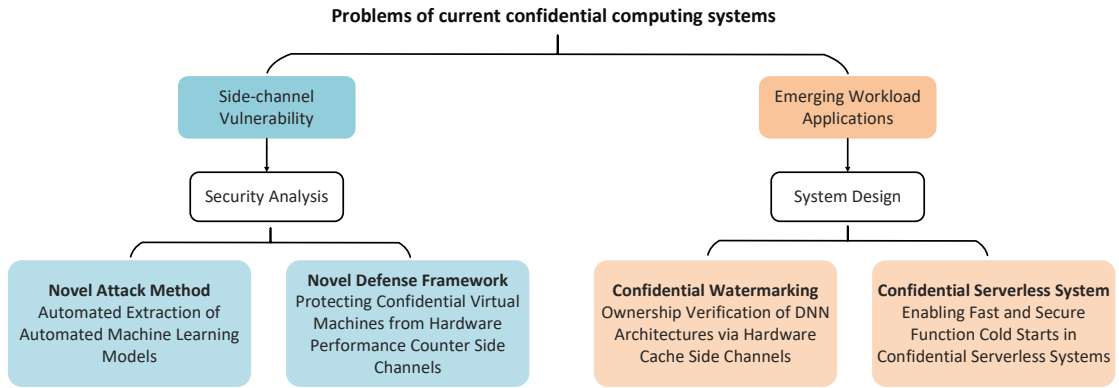 Problems of current confidential computing systems
Side-channel
Vulnerability
Emerging Workload
Applications
Security Analysis
System Design
Novel Attack Method
Automated Extraction of
Automated Machine Learning
Models
Novel Defense Framework
Protecting Confidential Virtual
Machines from Hardware
Performance Counter Side
Channels
Confidential Watermarking
Ownership Verification of DNN
Architectures via Hardware
Cache Side Channels
Confidential Serverless System
Enabling Fast and Secure
Function Cold Starts in
Confidential Serverless Systems